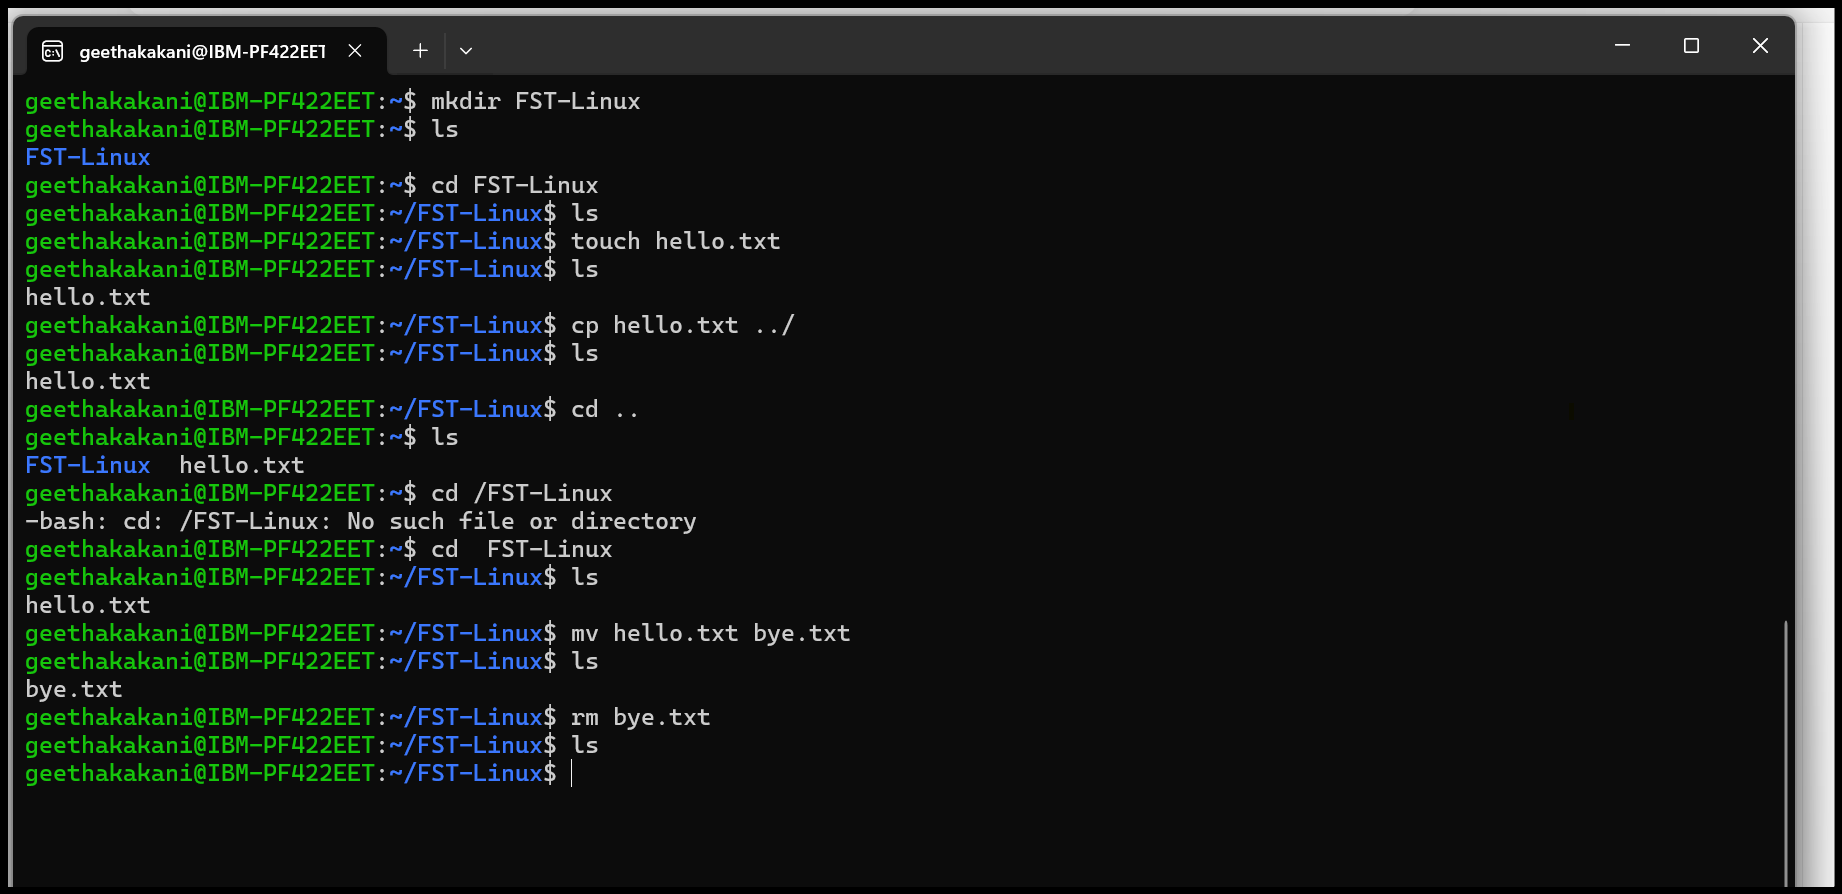 geethakakani@IBM-PF422EET
geethakakani@IBM-PF422EET:~$ mkdir FST-Linux
geethakakani@IBM-PF422EET:~$ ls
FST-Linux
geethakakani@IBM-PF422EET:~$ cd FST-Linux
geethakakani@IBM-PF422EET:~/FST-Linux$ ls
geethakakani@IBM-PF422EET:~/FST-Linux$ touch hello.txt
geethakakani@IBM-PF422EET:~/FST-Linux$ ls
hello.txt
geethakakani@IBM-PF422EET:~/FST-Linux$ cp hello.txt ../
geethakakani@IBM-PF422EET:~/FST-Linux$ ls
hello.txt
geethakakani@IBM-PF422EET:~/FST-Linux$ cd ..
geethakakani@IBM-PF422EET:~$ ls
FST-Linux  hello.txt
geethakakani@IBM-PF422EET:~$ cd /FST-Linux
-bash: cd: /FST-Linux: No such file or directory
geethakakani@IBM-PF422EET:~$ cd  FST-Linux
geethakakani@IBM-PF422EET:~/FST-Linux$ ls
hello.txt
geethakakani@IBM-PF422EET:~/FST-Linux$ mv hello.txt bye.txt
geethakakani@IBM-PF422EET:~/FST-Linux$ ls
bye.txt
geethakakani@IBM-PF422EET:~/FST-Linux$ rm bye.txt
geethakakani@IBM-PF422EET:~/FST-Linux$ ls
geethakakani@IBM-PF422EET:~/FST-Linux$